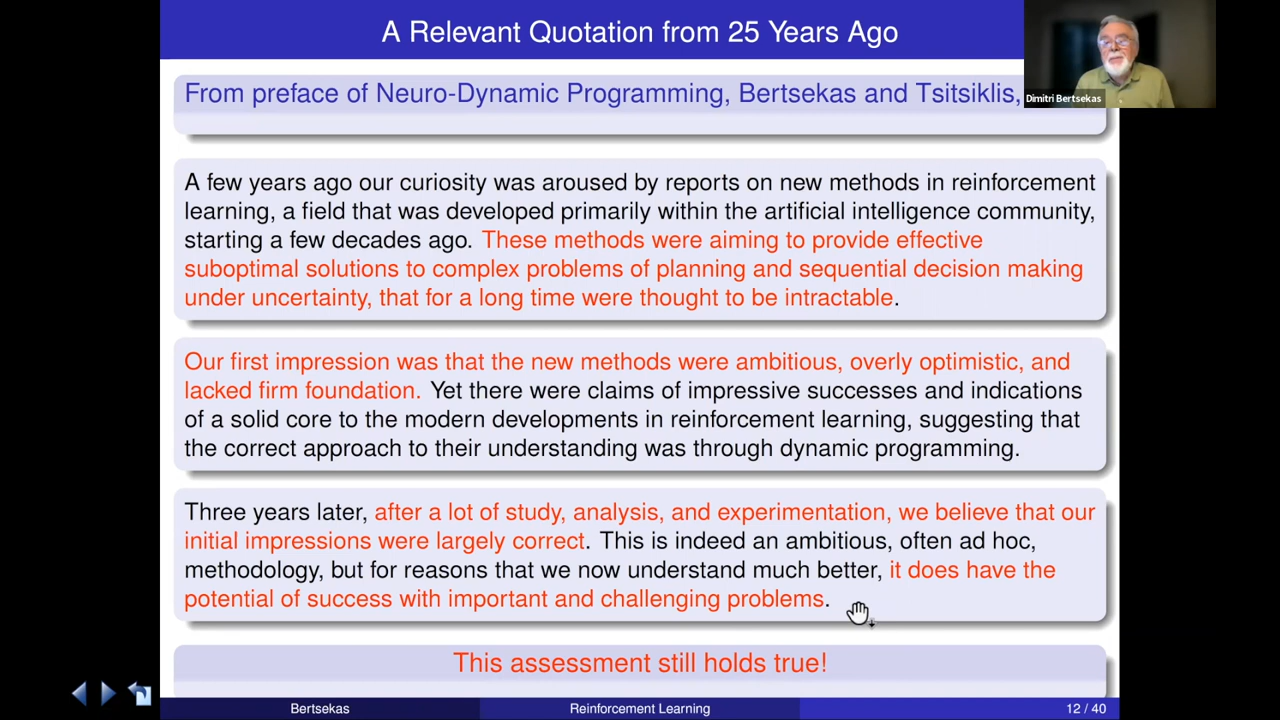 A Relevant Quotation from 25 Years Ago
Dimitri Bertsekas
From preface of Neuro-Dynamic Programming, Bertsekas and Tsitsiklis,
A few years ago our curiosity was aroused by reports on new methods in reinforcement
learning, a field that was developed primarily within the artificial intelligence community,
starting a few decades ago. These methods were aiming to provide effective
suboptimal solutions to complex problems of planning and sequential decision making
under uncertainty, that for a long time were thought to be intractable.
Our first impression was that the new methods were ambitious, overly optimistic, and
lacked firm foundation. Yet there were claims of impressive successes and indications
of a solid core to the modern developments in reinforcement learning, suggesting that
the correct approach to their understanding was through dynamic programming.
Three years later, after a lot of study, analysis, and experimentation, we believe that our
initial impressions were largely correct. This is indeed an ambitious, often ad hoc,
methodology, but for reasons that we now understand much better, it does have the
potential of success with important and challenging problems.
This assessment still holds true!
Bertsekas Reinforcement Learning 12 / 40